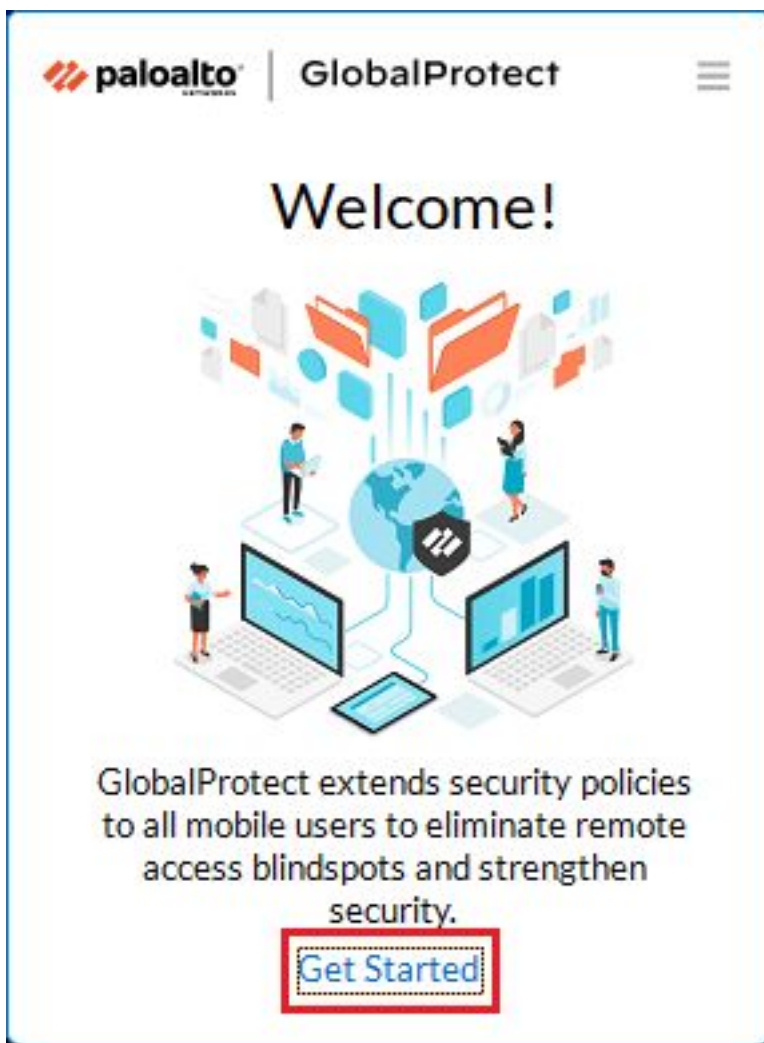 paloalto | GlobalProtect
NETWORKS
Welcome!
GlobalProtect extends security policies
to all mobile users to eliminate remote
access blindspots and strengthen
security.
Get Started